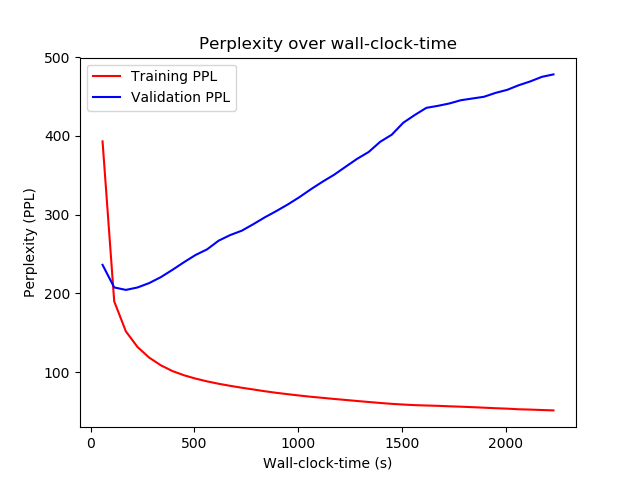 Perplexity over wall-clock-time
Training PPL
Validation PPL
Perplexity (PPL)
500
400
300
200
100
0
500
1000
1500
2000
Wall-clock-time (s)